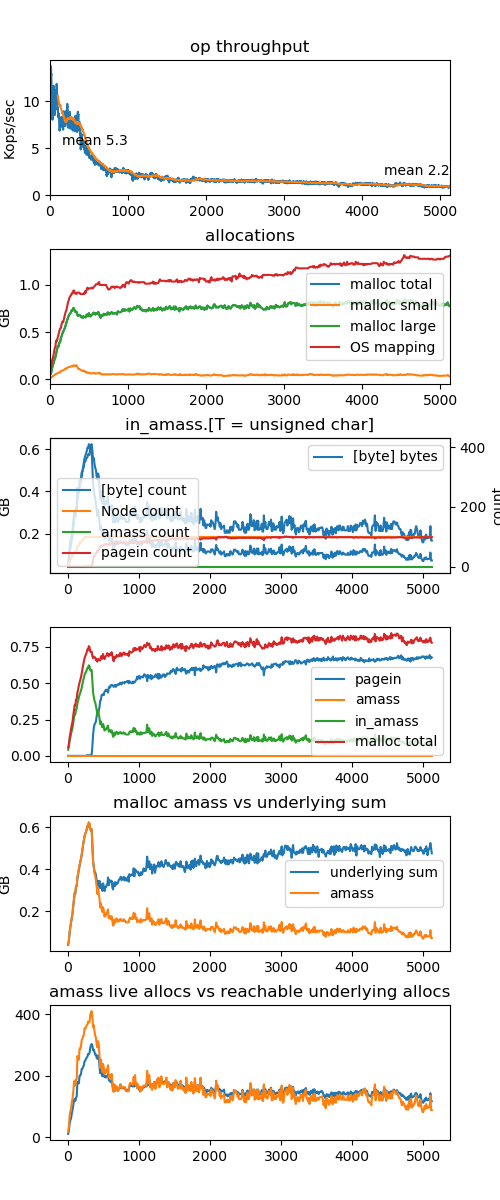 op throughput
Kops/sec
10
5
0
mean 5.3
mean 2.2
0 1000 2000 3000 4000 5000
allocations
GB
1.0
0.5
0.0
malloc total
malloc small
malloc large
OS mapping
0 1000 2000 3000 4000 5000
in_amass.[T = unsigned char]
GB
0.6
0.4
0.2
[byte] bytes
[byte] count
Node count
amass count
pagein count
400
200
0
count
0 1000 2000 3000 4000 5000
0.75
0.50
0.25
0.00
pagein
amass
in_amass
malloc total
0 1000 2000 3000 4000 5000
malloc amass vs underlying sum
GB
0.6
0.4
0.2
underlying sum
amass
0 1000 2000 3000 4000 5000
amass live allocs vs reachable underlying allocs
400
200
0
0 1000 2000 3000 4000 5000